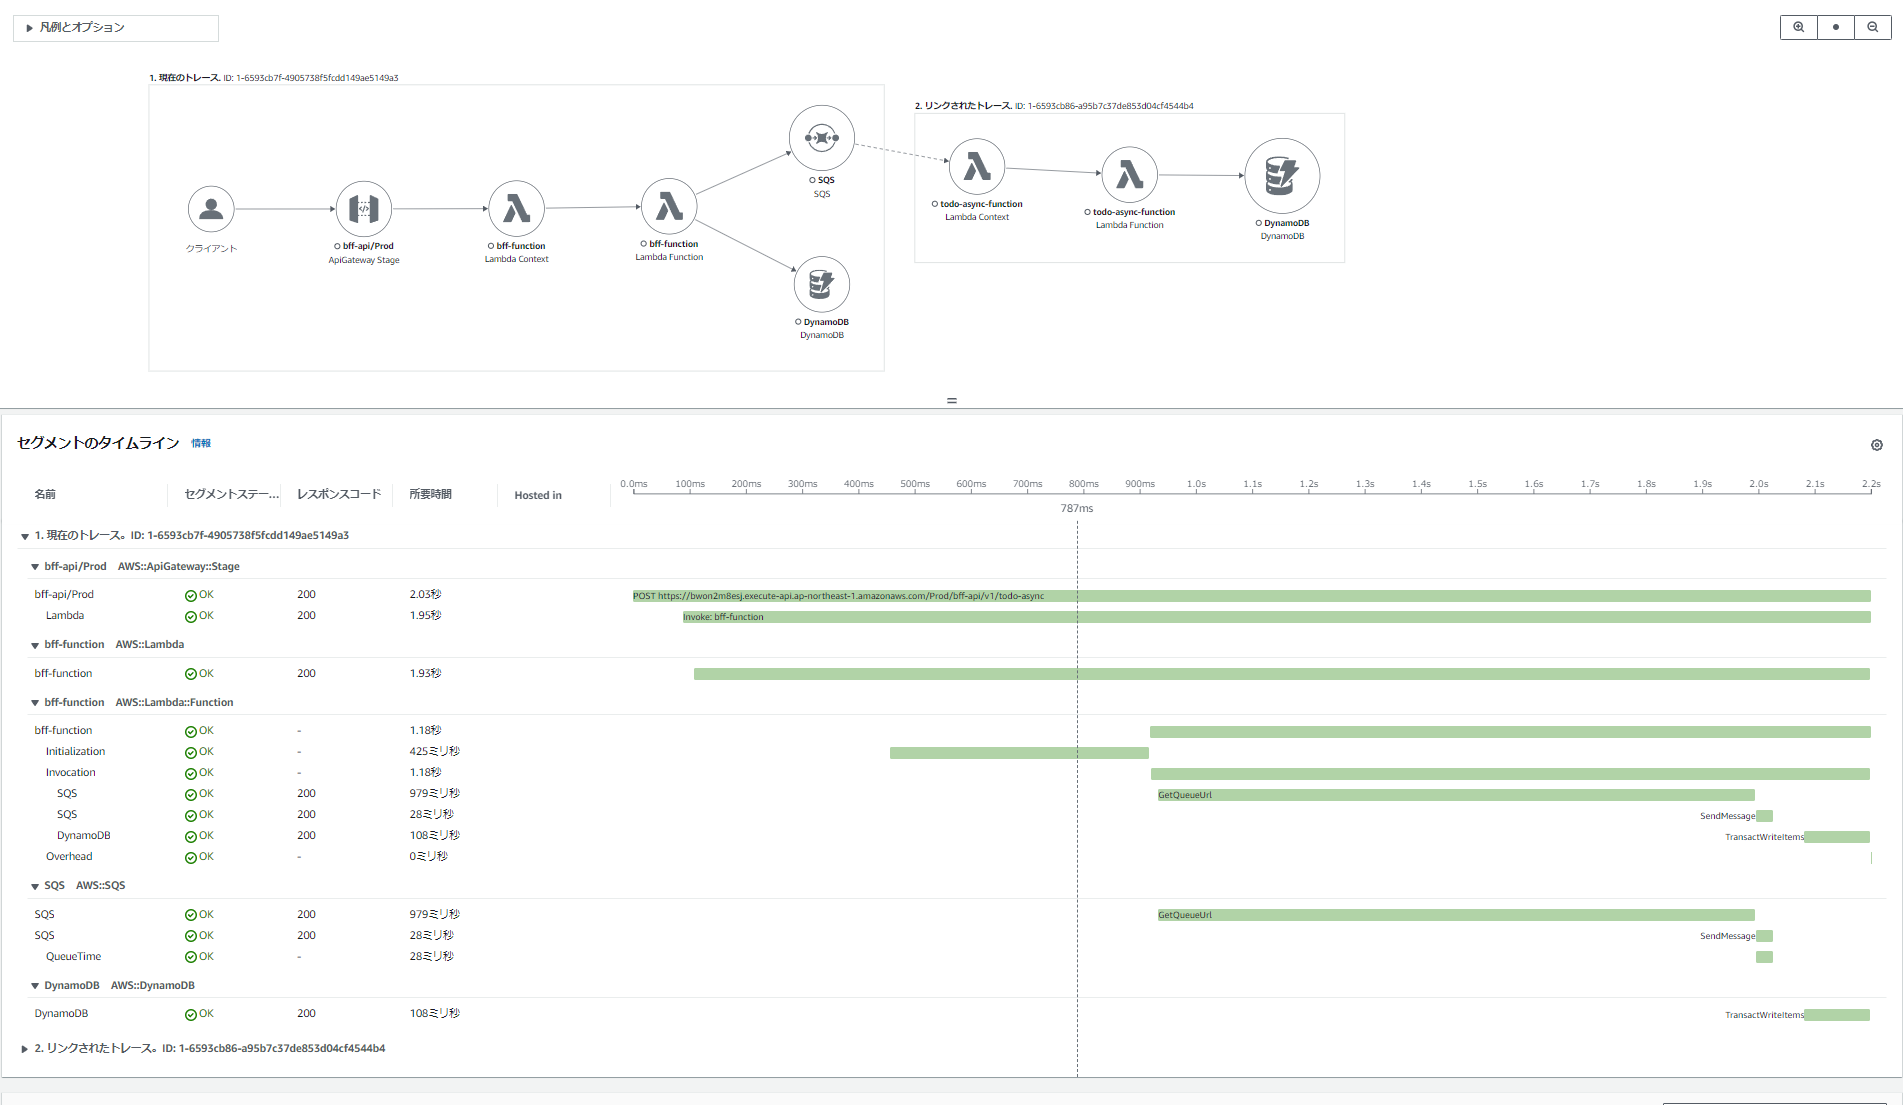 凡例とオプション
1. 現在のトレース. ID: 1-6593cb7f-4905738f5fcdd149ae5149a3
2. リンクされたトレース. ID: 1-6593cb86-a95b7c37de853d04cf4544b4
クライアント
bff-api/Prod
ApiGateway Stage
bff-function
Lambda Context
bff-function
Lambda Function
SQS
SQS
DynamoDB
DynamoDB
todo-async-function
Lambda Context
todo-async-function
Lambda Function
DynamoDB
DynamoDB
セグメントのタイムライン 情報
名前 セグメントステー... レスポンスコード 所要時間 Hosted in 0.0ms 100ms 200ms 300ms 400ms 500ms 600ms 700ms 800ms 900ms 1.0s 1.1s 1.2s 1.3s 1.4s 1.5s 1.6s 1.7s 1.8s 1.9s 2.0s 2.1s 2.2s
787ms
1. 現在のトレース。ID: 1-6593cb7f-4905738f5fcdd149ae5149a3
bff-api/Prod AWS::ApiGateway::Stage
bff-api/Prod OK 200 2.03秒 POST https://bwon2m8esj.execute-api.ap-northeast-1.amazonaws.com/Prod/bff-api/v1/todo-async
Lambda OK 200 1.95秒 Invoke: bff-function
bff-function AWS::Lambda
bff-function OK 200 1.93秒
bff-function AWS::Lambda::Function
bff-function OK - 1.18秒
Initialization OK - 425ミリ秒
Invocation OK - 1.18秒
SQS OK 200 979ミリ秒 GetQueueUrl
SQS OK 200 28ミリ秒 SendMessage
DynamoDB OK 200 108ミリ秒 TransactWriteItems
Overhead OK - 0ミリ秒
SQS AWS::SQS
SQS OK 200 979ミリ秒 GetQueueUrl
SQS OK 200 28ミリ秒 SendMessage
QueueTime OK - 28ミリ秒
DynamoDB AWS::DynamoDB
DynamoDB OK 200 108ミリ秒 TransactWriteItems
2. リンクされたトレース。ID: 1-6593cb86-a95b7c37de853d04cf4544b4